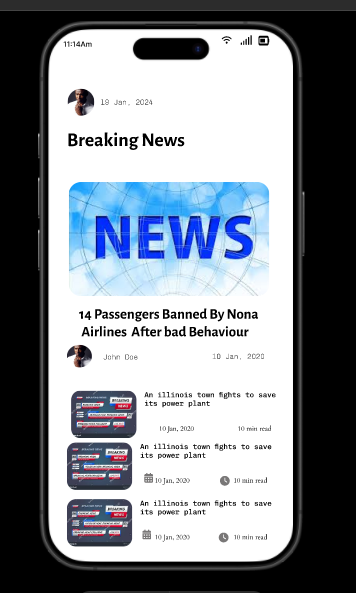 11:14Am
19 Jan, 2024
Breaking News
NEWS
14 Passengers Banned By Nona
Airlines After bad Behaviour
John Doe
10 Jan, 2020
An illinois town fights to save
its power plant
BREAKING
NEWS
10 Jan, 2020
10 min read
An illinois town fights to save
its power plant
BREAKING
NEWS
10 Jan, 2020
10 min read
An illinois town fights to save
its power plant
BREAKING
NEWS
10 Jan, 2020
10 min read